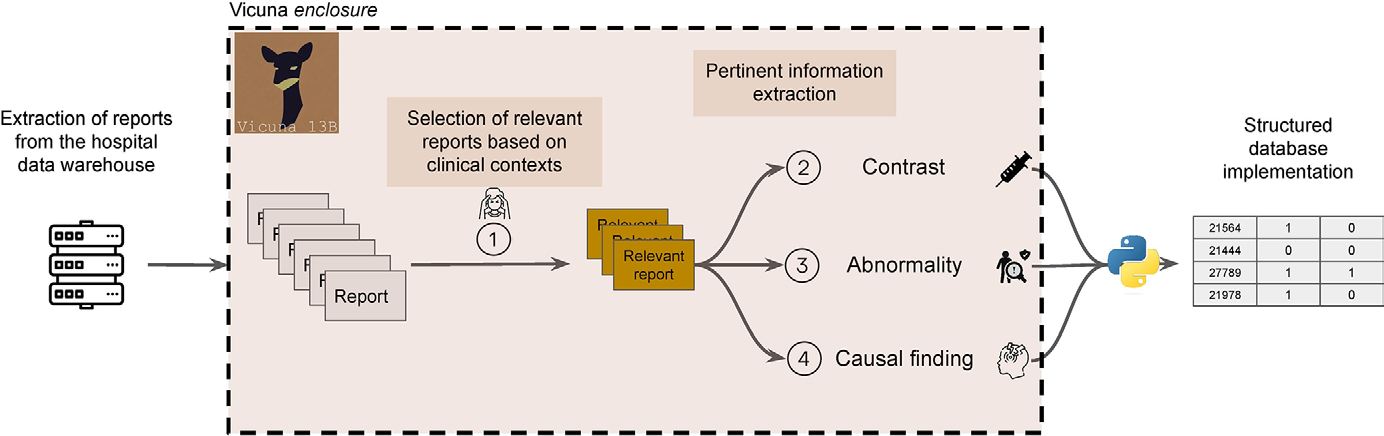 Vicuna enclosure
Vicuna 13B
Extraction of reports
from the hospital
data warehouse
Selection of relevant
reports based on
clinical contexts
Pertinent information
extraction
Structured
database
implementation
1
2
Contrast
3
Abnormality
4
Causal finding
R
R
R
R
R
Report
Relevant
Relevant
Relevant
report
21564 1 0
21444 0 0
27789 1 1
21978 1 0